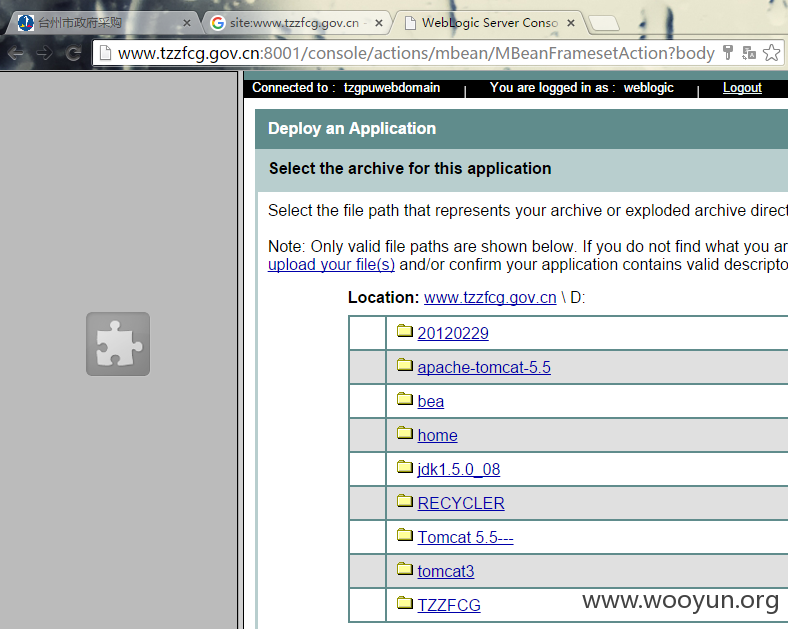 台州市政府采购
site:www.tzzfcg.gov.cn -
WebLogic Server Conso
www.tzzfcg.gov.cn:8001/console/actions/mbean/MBeanFramesetAction?body
Connected to : tzgpuwebdomain | You are logged in as : weblogic | Logout
Deploy an Application
Select the archive for this application
Select the file path that represents your archive or exploded archive direct
Note: Only valid file paths are shown below. If you do not find what you ar
upload your file(s) and/or confirm your application contains valid descripto
Location: www.tzzfcg.gov.cn \ D:
20120229
apache-tomcat-5.5
bea
home
jdk1.5.0_08
RECYCLER
Tomcat 5.5---
tomcat3
TZZFCG
www.wooyun.org